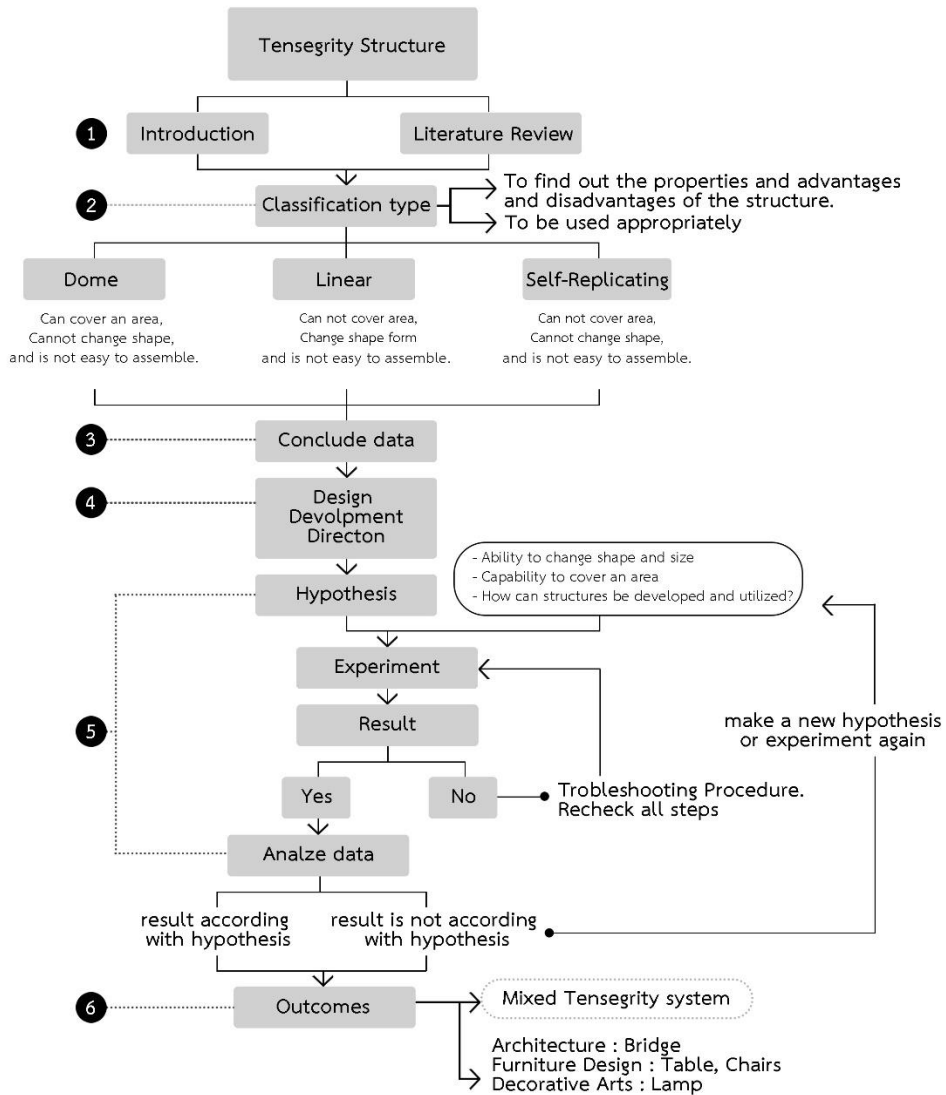 Tensegrity Structure
1
Introduction
Literature Review
2
Classification type
To find out the properties and advantages
and disadvantages of the structure.
To be used appropriately
Dome
Linear
Self-Replicating
Can cover an area,
Cannot change shape,
and is not easy to assemble.
Can not cover area,
Change shape form
and is not easy to assemble.
Can not cover area,
Cannot change shape,
and is not easy to assemble.
3
Conclude data
4
Design
Devolpment
Directon
- Ability to change shape and size
- Capability to cover an area
- How can structures be developed and utilized?
Hypothesis
Experiment
5
Result
make a new hypothesis
or experiment again
Yes
No
Trobleshooting Procedure.
Recheck all steps
Analze data
result according
with hypothesis
result is not according
with hypothesis
6
Outcomes
Mixed Tensegrity system
Architecture : Bridge
Furniture Design : Table, Chairs
Decorative Arts : Lamp